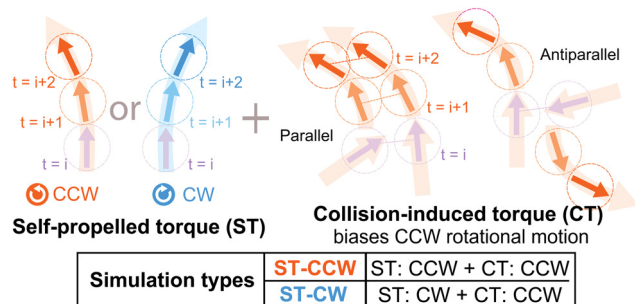 t = i+2
t = i+1
t = i
CCW
or
t = i+2
t = i+1
t = i
CW
Self-propelled torque (ST)
+
Parallel
t = i+2
t = i+1
t = i
Antiparallel
Collision-induced torque (CT)
biases CCW rotational motion
Simulation types
ST-CCW ST: CCW + CT: CCW
ST-CW ST: CW + CT: CCW